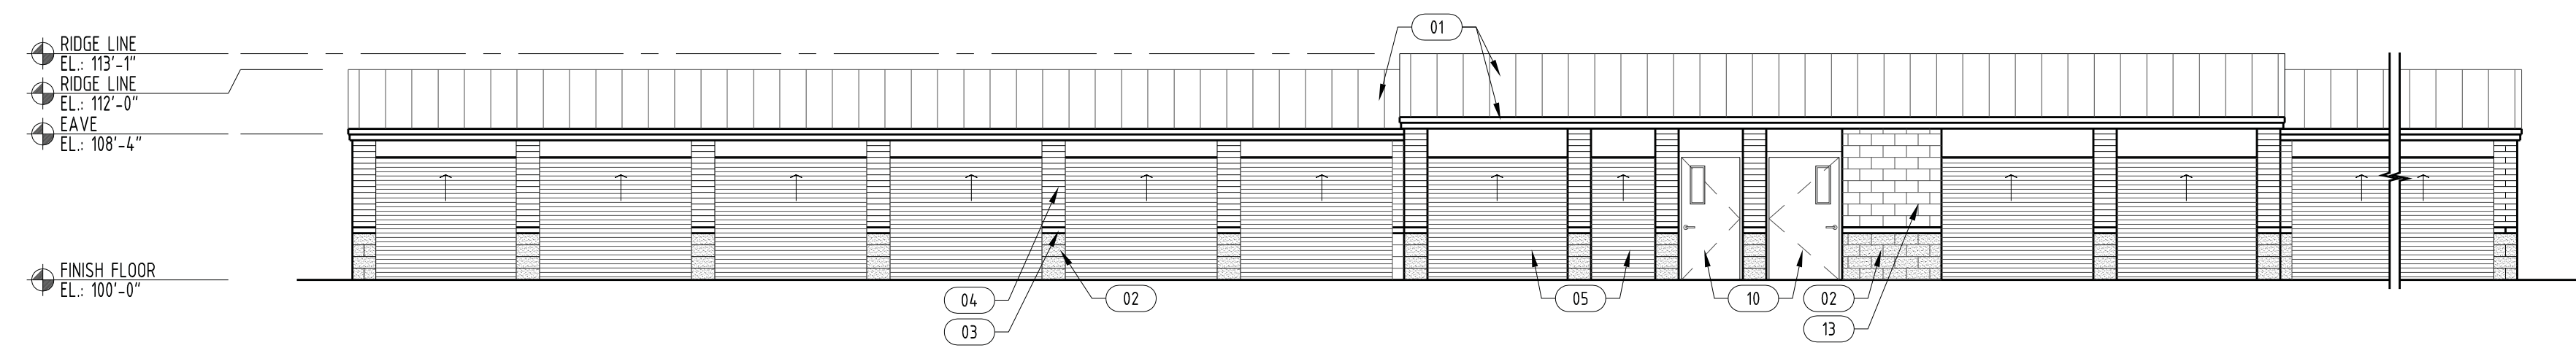 01
RIDGE LINE
EL.: 113'-1"
RIDGE LINE
EL.: 112'-0"
EAVE
EL.: 108'-4"
FINISH FLOOR
EL.: 100'-0"
04
02
05
10
02
03
13